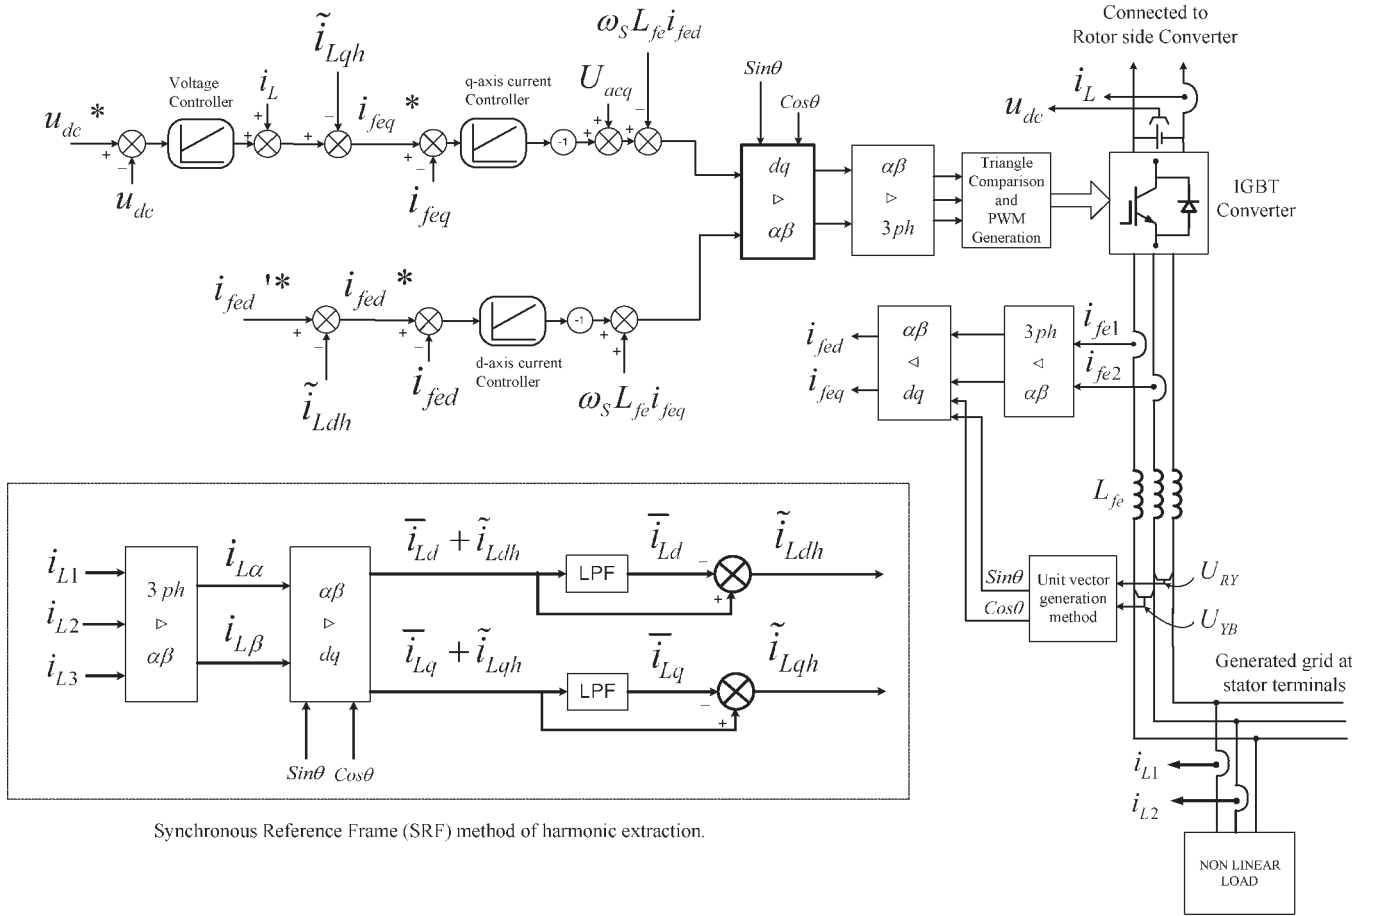 Connected to
Rotor side Converter
ω_S L_fe i_fed
ĩ_Lqh
U_acq
Sinθ
Cosθ
i_L
u_dc
Voltage
Controller
i_L
q-axis current
Controller
u_dc *
i_feq *
-1
+
−
u_dc
i_feq
dq
▷
αβ
αβ
▷
3ph
Triangle
Comparison
and
PWM
Generation
IGBT
Converter
i_fed '*
i_fed *
-1
ĩ_Ldh
i_fed
d-axis current
Controller
ω_S L_fe i_feq
i_fed
i_feq
αβ
◁
dq
3ph
◁
αβ
i_fe1
i_fe2
L_fe
Sinθ
Cosθ
Unit vector
generation
method
U_RY
U_YB
Generated grid at
stator terminals
i_L1
i_L2
NON LINEAR
LOAD
i_L1
i_L2
i_L3
3 ph
▷
αβ
i_Lα
i_Lβ
αβ
▷
dq
Sinθ Cosθ
i̅_Ld + ĩ_Ldh
LPF
i̅_Ld
ĩ_Ldh
i̅_Lq + ĩ_Lqh
LPF
i̅_Lq
ĩ_Lqh
Synchronous Reference Frame (SRF) method of harmonic extraction.